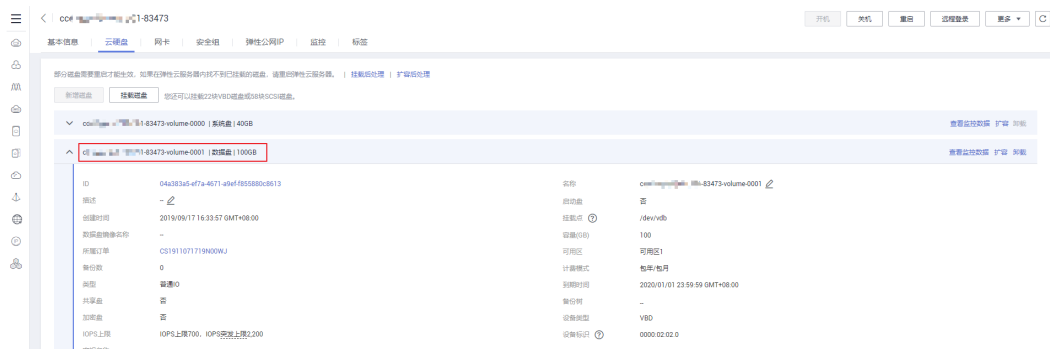 cce 1-83473
开机 关机 重启 远程登录 更多
基本信息 云硬盘 网卡 安全组 弹性公网IP 监控 标签
部分磁盘需要重启才能生效，如果在弹性云服务器内找不到已挂载的磁盘，请重启弹性云服务器。 | 挂载后处理 | 扩容后处理
新增磁盘 挂载磁盘 您还可以挂载22块VBD磁盘或58块SCSI磁盘。
1-83473-volume-0000 | 系统盘 | 40GB 查看监控数据 扩容 卸载
1-83473-volume-0001 | 数据盘 | 100GB 查看监控数据 扩容 卸载
ID 04a383a5-ef7a-4671-a9ef-f855880c8613 名称 -83473-volume-0001
描述 -- 启动盘 否
创建时间 2019/09/17 16:33:57 GMT+08:00 挂载点 /dev/vdb
数据盘镜像名称 -- 容量(GB) 100
所属订单 CS1911071719N00WJ 可用区 可用区1
备份数 0 计费模式 包年/包月
类型 普通IO 到期时间 2020/01/01 23:59:59 GMT+08:00
共享盘 否 备份树 --
加密盘 否 设备类型 VBD
IOPS上限 IOPS上限700，IOPS突发上限2,200 设备标识 0000:02:02.0